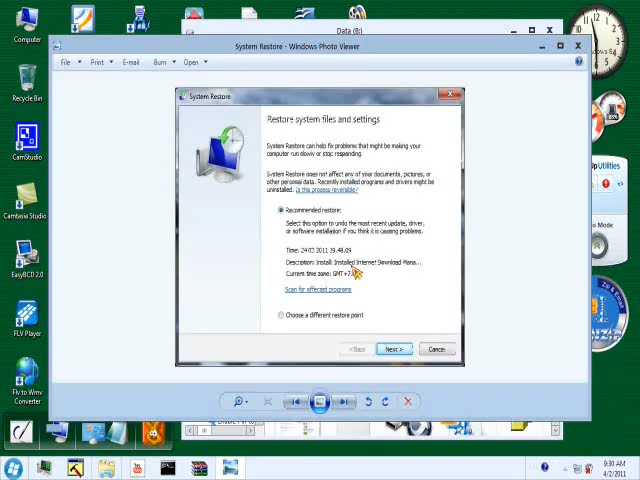 Computer
Recycle Bin
CamStudio
Camtasia Studio
EasyBCD 2.0
FLV Player
Flv to Wmv
Converter
Data (D:)
System Restore - Windows Photo Viewer
File
Print
E-mail
Burn
Open
System Restore
Restore system files and settings
System Restore can help fix problems that might be making your
computer run slowly or stop responding.
System Restore does not affect any of your documents, pictures,
or other personal data. Recently installed programs and drivers might be
uninstalled. Is this process reversible?
Recommended restore:
Select this option to undo the most recent update, driver,
or software installation if you think it is causing problems.
Description: Install: Installed Internet Download Mana...
Current time zone: GMT+7
Scan for affected programs
Choose a different restore point
< Back
Next >
Cancel
Utilities
9:30 AM
4/2/2011